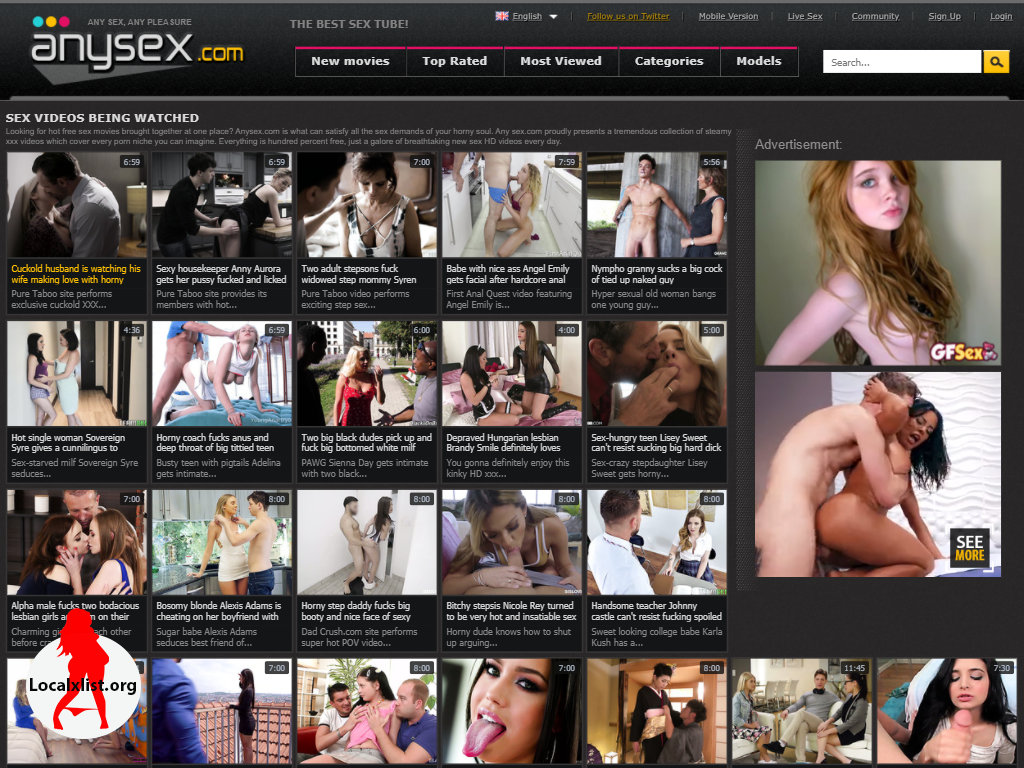 ANY SEX, ANY PLEASURE
anysex.com
THE BEST SEX TUBE!
English
Follow us on Twitter
Mobile Version
Live Sex
Community
Sign Up
Login
New movies
Top Rated
Most Viewed
Categories
Models
Search...
SEX VIDEOS BEING WATCHED
Looking for hot free sex movies brought together at one place? Anysex.com is what can satisfy all the sex demands of your horny soul. Any sex.com proudly presents a tremendous collection of steamy
xxx videos which cover every porn niche you can imagine. Everything is hundred percent free, just a galore of breathtaking new sex HD videos every day.
Advertisement:
6:59
6:59
7:00
7:59
5:56
Cuckold husband is watching his
wife making love with horny
Pure Taboo site performs
exclusive cuckold XXX...
Sexy housekeeper Anny Aurora
gets her pussy fucked and licked
Pure Taboo site provides its
members with hot...
Two adult stepsons fuck
widowed step mommy Syren
Pure Taboo video performs
exciting step sex...
Babe with nice ass Angel Emily
gets facial after hardcore anal
First Anal Quest video featuring
Angel Emily is...
Nympho granny sucks a big cock
of tied up naked guy
Hyper sexual old woman bangs
one young guy...
GFSex
4:36
6:59
6:00
4:00
5:00
Hot single woman Sovereign
Syre gives a cunnilingus to
Sex-starved milf Sovereign Syre
seduces...
Horny coach fucks anus and
deep throat of big titted teen
Busty teen with pigtails Adelina
gets intimate...
Two big black dudes pick up and
fuck big bottomed white milf
PAWG Sienna Day gets intimate
with two black...
Depraved Hungarian lesbian
Brandy Smile definitely loves
You gonna definitely enjoy this
kinky HD xxx...
Sex-hungry teen Lisey Sweet
can't resist sucking big hard dick
Sex-crazy stepdaughter Lisey
Sweet gets horny...
SEE
MORE
7:00
8:00
8:00
8:00
8:00
Alpha male fucks two bodacious
lesbian girls on their
Charming each other
before
Bosomy blonde Alexis Adams is
cheating on her boyfriend with
Sugar babe Alexis Adams
seduces best friend of...
Horny step daddy fucks big
booty and nice face of sexy
Dad Crush.com site performs
super hot POV video...
Bitchy stepsis Nicole Rey turned
to be very hot and insatiable sex
Horny dude knows how to shut
up arguing...
Handsome teacher Johnny
castle can't resist fucking spoiled
Sweet looking college babe Karla
Kush has a...
Localxlist.org
7:00
8:00
7:00
8:00
11:45
7:30